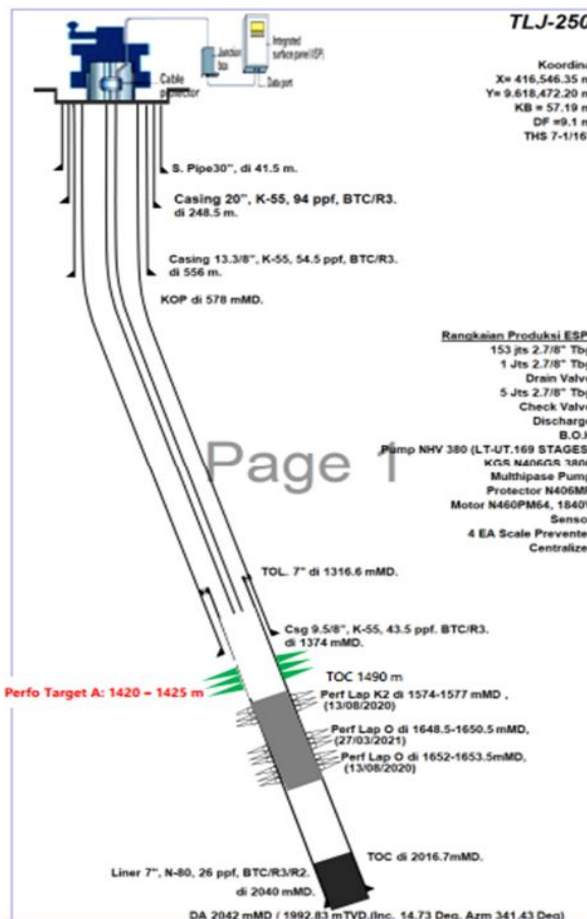 TLJ-250
Junction box
Integrated surface panel (ISP)
Cable protector
Data port
Koordina
X= 416,546.35 m
Y= 9.618,472.20 m
KB = 57.19 m
DF =9.1 m
THS 7-1/16"
S. Pipe30", di 41.5 m.
Casing 20", K-55, 94 ppf, BTC/R3.
di 248.5 m.
Casing 13.3/8", K-55, 54.5 ppf, BTC/R3.
di 556 m.
KOP di 578 mMD.
Rangkaian Produksi ESP
153 jts 2.7/8" Tbg
1 Jts 2.7/8" Tbg
Drain Valv
5 Jts 2.7/8" Tbg
Check Valv
Discharg
B.O.
Pump NHV 380 (LT-UT.169 STAGES
KGS N406GS 380
Multihpase Pump
Protector N406M
Motor N460PM64, 1840V
Senso
4 EA Scale Prevente
Centralize
Page 1
TOL. 7" di 1316.6 mMD.
Csg 9.5/8", K-55, 43.5 ppf. BTC/R3.
di 1374 mMD.
TOC 1490 m
Perfo Target A: 1420 – 1425 m
Perf Lap K2 di 1574-1577 mMD ,
(13/08/2020)
Perf Lap O di 1648.5-1650.5 mMD,
(27/03/2021)
Perf Lap O di 1652-1653.5mMD,
(13/08/2020)
TOC di 2016.7mMD.
Liner 7", N-80, 26 ppf, BTC/R3/R2.
di 2040 mMD.
DA 2042 mMD / 1992.83 mTVD.(Inc. 14.73 Deg, Azm 341.43 Deg)